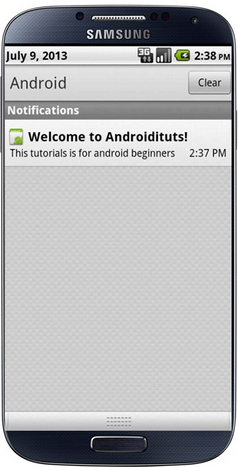 SAMSUNG
July 9, 2013 3G 2:38 PM
Android Clear
Notifications
Welcome to Androidituts!
This tutorials is for android beginners 2:37 PM